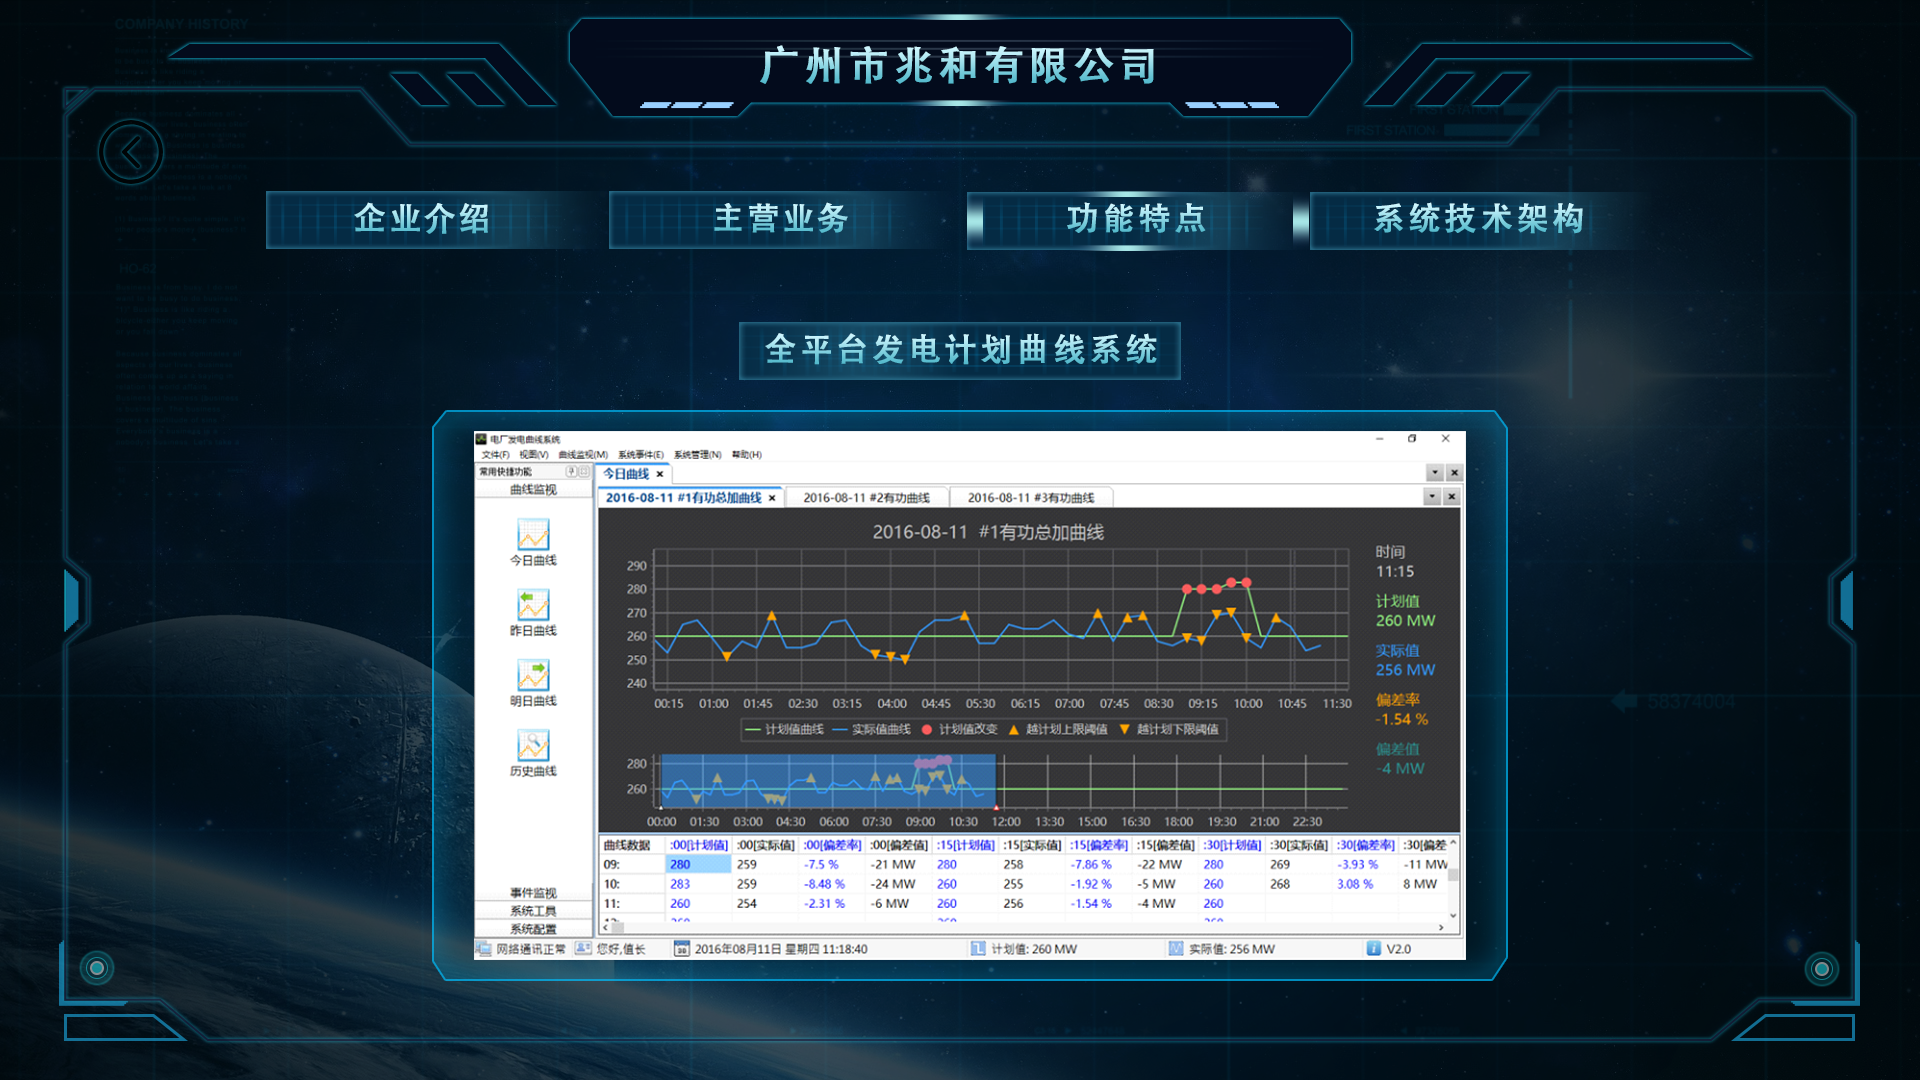 COMPANY HISTORY
广州市兆和有限公司
FIRST STATION
企业介绍
主营业务
功能特点
系统技术架构
HO-62
全平台发电计划曲线系统
电厂发电曲线系统
文件(F) 视图(V) 曲线监视(M) 系统事件(E) 系统管理(N) 帮助(H)
常用快捷功能
今日曲线
曲线监视
2016-08-11 #1有功总加曲线
2016-08-11 #2有功曲线
2016-08-11 #3有功曲线
今日曲线
昨日曲线
明日曲线
历史曲线
事件监视
系统工具
系统配置
2016-08-11 #1有功总加曲线
290
280
270
260
250
240
00:15 01:00 01:45 02:30 03:15 04:00 04:45 05:30 06:15 07:00 07:45 08:30 09:15 10:00 10:45 11:30
计划值曲线 实际值曲线 计划值改变 越计划上限阈值 越计划下限阈值
时间
11:15
计划值
260 MW
实际值
256 MW
偏差率
-1.54 %
偏差值
-4 MW
58374004
280
260
00:00 01:30 03:00 04:30 06:00 07:30 09:00 10:30 12:00 13:30 15:00 16:30 18:00 19:30 21:00 22:30
曲线数据 :00[计划值] :00[实际值] :00[偏差率] :00[偏差值] :15[计划值] :15[实际值] :15[偏差率] :15[偏差值] :30[计划值] :30[实际值] :30[偏差率] :30[偏差
09: 280 259 -7.5 % -21 MW 280 258 -7.86 % -22 MW 280 269 -3.93 % -11 MW
10: 283 259 -8.48 % -24 MW 260 255 -1.92 % -5 MW 260 268 3.08 % 8 MW
11: 260 254 -2.31 % -6 MW 260 256 -1.54 % -4 MW 260
网络通讯正常 您好,值长 2016年08月11日 星期四 11:18:40 计划值: 260 MW 实际值: 256 MW V2.0